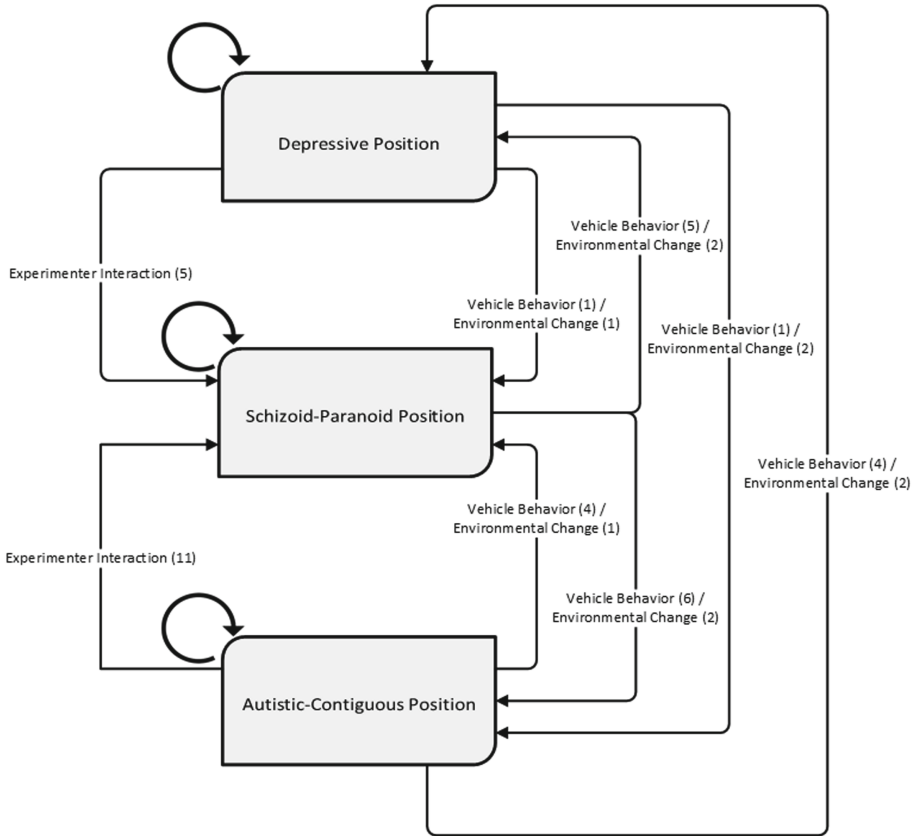 Depressive Position
Vehicle Behavior (5) /
Environmental Change (2)
Experimenter Interaction (5)
Vehicle Behavior (1) /
Environmental Change (1)
Vehicle Behavior (1) /
Environmental Change (2)
Schizoid-Paranoid Position
Vehicle Behavior (4) /
Environmental Change (2)
Vehicle Behavior (4) /
Environmental Change (1)
Experimenter Interaction (11)
Vehicle Behavior (6) /
Environmental Change (2)
Autistic-Contiguous Position